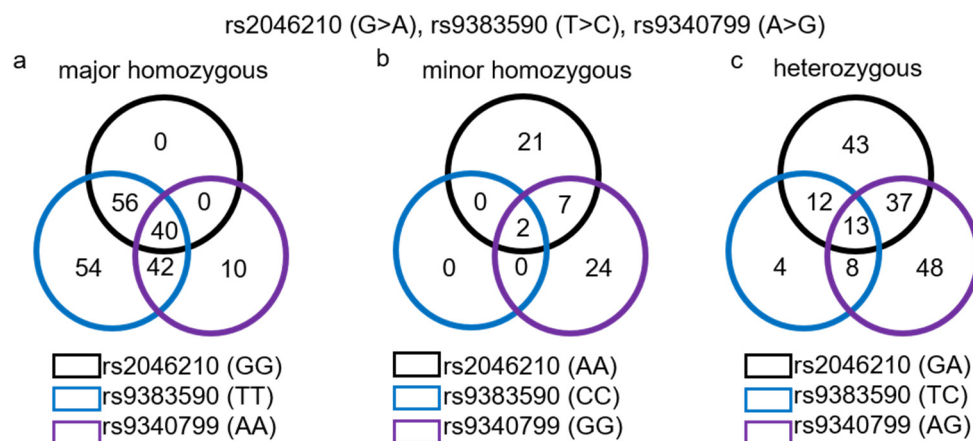 rs2046210 (G>A), rs9383590 (T>C), rs9340799 (A>G)
a
major homozygous
0
56
0
40
54
42
10
rs2046210 (GG)
rs9383590 (TT)
rs9340799 (AA)
b
minor homozygous
21
0
7
2
0
0
24
rs2046210 (AA)
rs9383590 (CC)
rs9340799 (GG)
c
heterozygous
43
12
37
13
4
8
48
rs2046210 (GA)
rs9383590 (TC)
rs9340799 (AG)